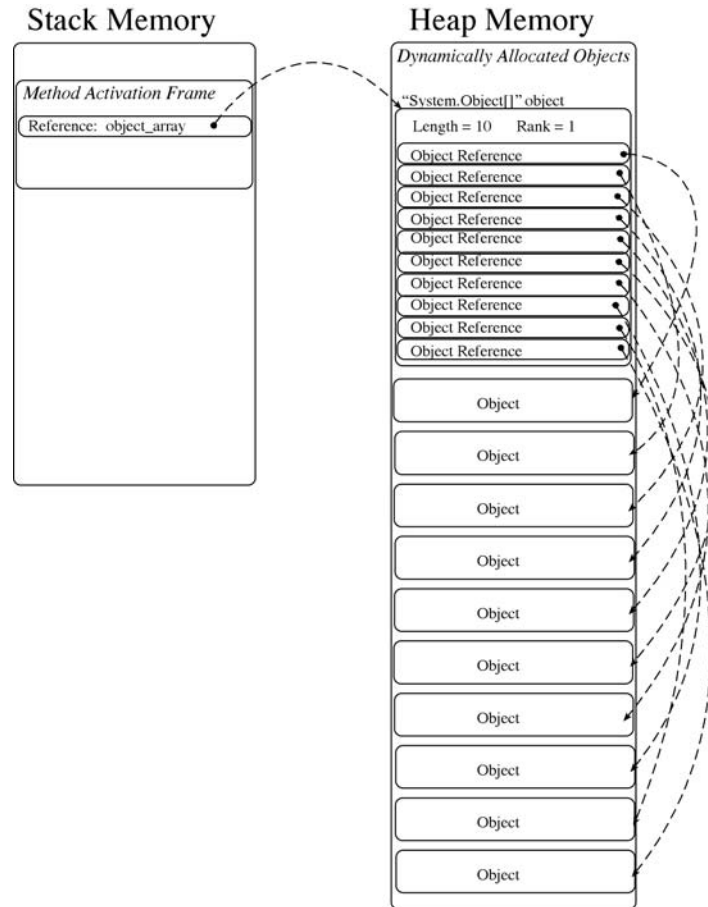 Stack Memory
Heap Memory
Method Activation Frame
Reference: object_array
Dynamically Allocated Objects
“System.Object[]” object
Length = 10 Rank = 1
Object Reference
Object Reference
Object Reference
Object Reference
Object Reference
Object Reference
Object Reference
Object Reference
Object Reference
Object Reference
Object
Object
Object
Object
Object
Object
Object
Object
Object
Object